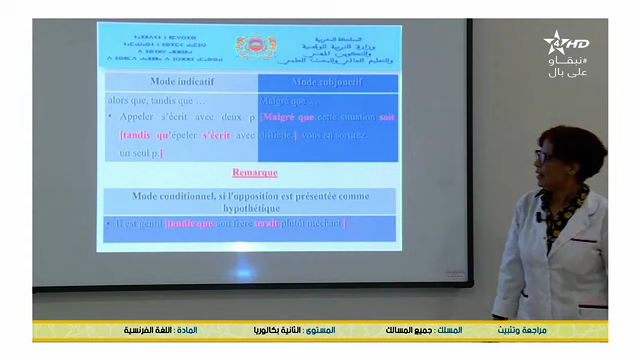 المملكة المغربية
وزارة التربية الوطنية
والتكوين المهني
والتعليم العالي والبحث العلمي
4 HD
#نبقاو
على بال
Mode indicatif
alors que, tandis que ...
• Appeler s'écrit avec deux p
[tandis qu'épeler s'écrit avec
un seul p.[
Mode subjonctif
Malgré que ...
[Malgré que cette situation soit
difficile,] vous en sortirez.
Remarque
Mode conditionnel, si l'opposition est présentée comme
hypothétique
• Il est gentil [tandis que son frère serait plutôt méchant.]
مراجعة وتثبيت
المسلك : جميع المسالك
المستوى : الثانية بكالوريا
المادة : اللغة الفرنسية